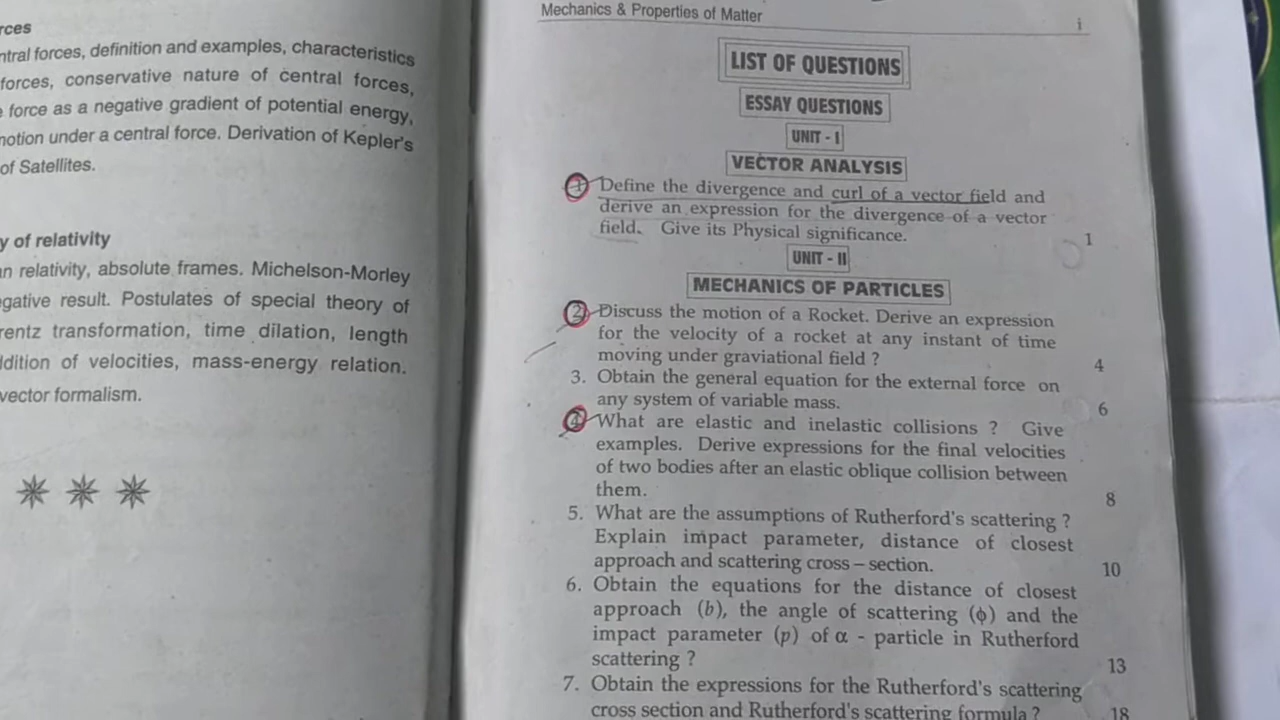 rces
ntral forces, definition and examples, characteristics
forces, conservative nature of central forces,
force as a negative gradient of potential energy,
notion under a central force. Derivation of Kepler's
of Satellites.
y of relativity
n relativity, absolute frames. Michelson-Morley
gative result. Postulates of special theory of
rentz transformation, time dilation, length
ddition of velocities, mass-energy relation.
vector formalism.
Mechanics & Properties of Matter
i
LIST OF QUESTIONS
ESSAY QUESTIONS
UNIT - I
VECTOR ANALYSIS
1 Define the divergence and curl of a vector field and
derive an expression for the divergence of a vector
field. Give its Physical significance. 1
UNIT - II
MECHANICS OF PARTICLES
2 Discuss the motion of a Rocket. Derive an expression
for the velocity of a rocket at any instant of time
moving under graviational field ? 4
3. Obtain the general equation for the external force on
any system of variable mass. 6
4 What are elastic and inelastic collisions ? Give
examples. Derive expressions for the final velocities
of two bodies after an elastic oblique collision between
them. 8
5. What are the assumptions of Rutherford's scattering ?
Explain impact parameter, distance of closest
approach and scattering cross – section. 10
6. Obtain the equations for the distance of closest
approach (b), the angle of scattering (ϕ) and the
impact parameter (p) of α - particle in Rutherford
scattering ? 13
7. Obtain the expressions for the Rutherford's scattering
cross section and Rutherford's scattering formula ? 18